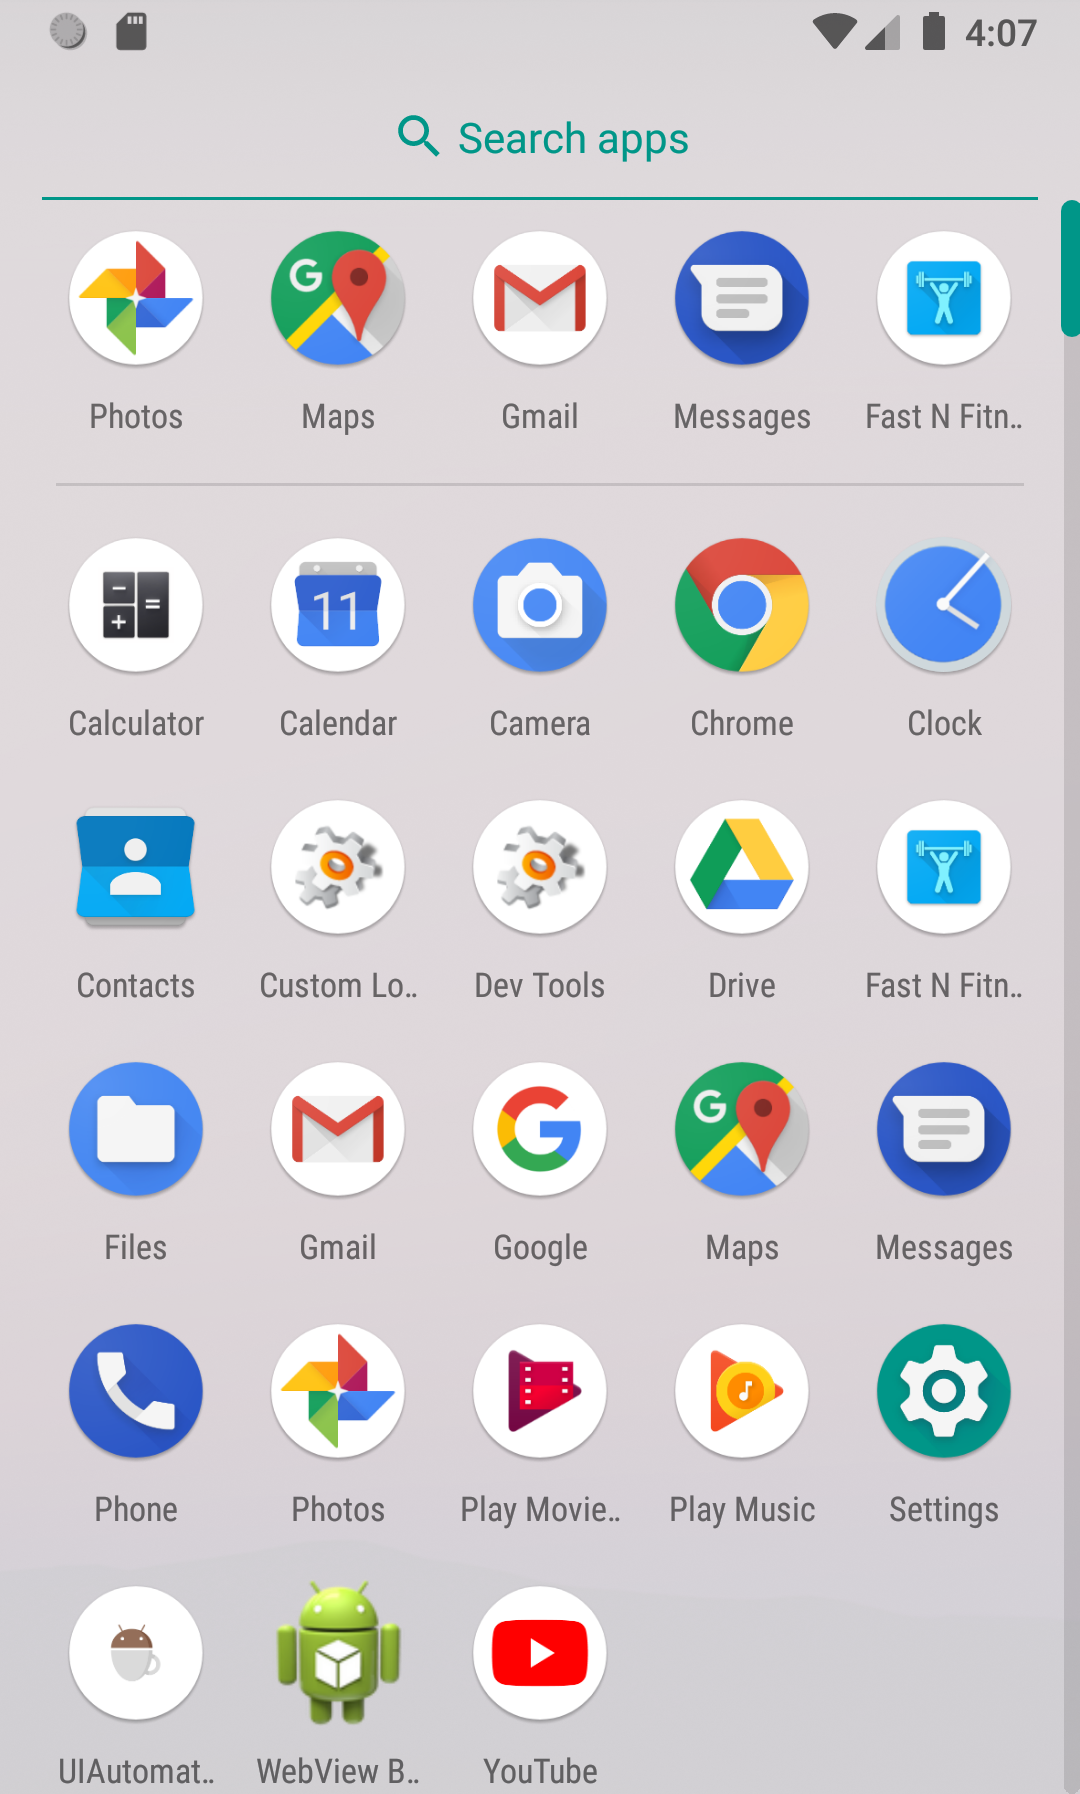 4:07
Search apps
Photos Maps Gmail Messages Fast N Fitn..
11
Calculator Calendar Camera Chrome Clock
Contacts Custom Lo.. Dev Tools Drive Fast N Fitn..
Files Gmail Google Maps Messages
Phone Photos Play Movie.. Play Music Settings
UIAutomat.. WebView B.. YouTube